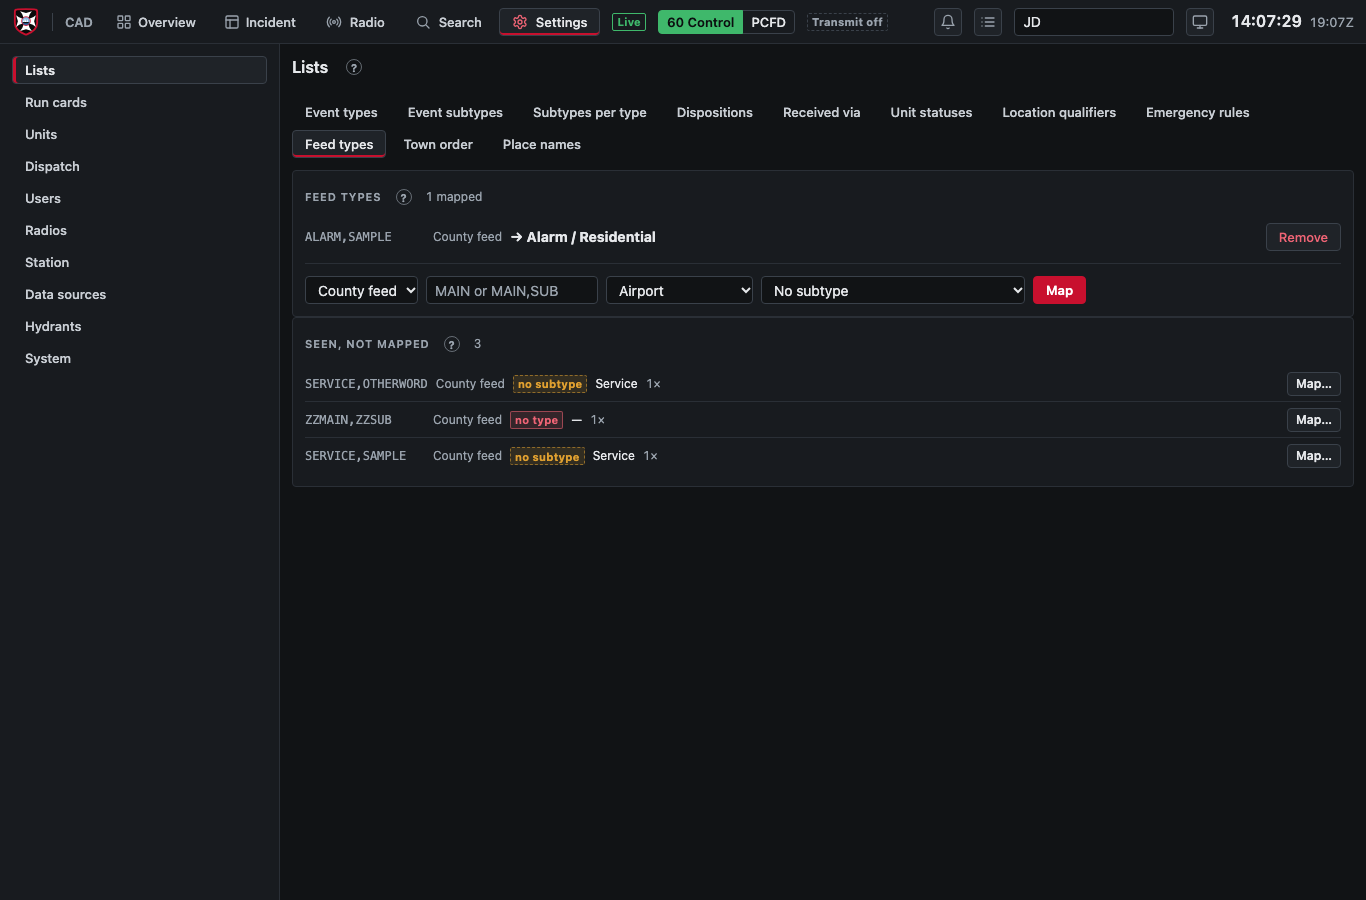 CAD Overview Incident Radio Search Settings Live 60 Control PCFD Transmit off JD 14:07:29 19:07Z
Lists
Run cards
Units
Dispatch
Users
Radios
Station
Data sources
Hydrants
System
Lists ?
Event types Event subtypes Subtypes per type Dispositions Received via Unit statuses Location qualifiers Emergency rules
Feed types Town order Place names
FEED TYPES ? 1 mapped
ALARM,SAMPLE County feed → Alarm / Residential Remove
County feed MAIN or MAIN,SUB Airport No subtype Map
SEEN, NOT MAPPED ? 3
SERVICE,OTHERWORD County feed no subtype Service 1× Map...
ZZMAIN,ZZSUB County feed no type — 1× Map...
SERVICE,SAMPLE County feed no subtype Service 1× Map...